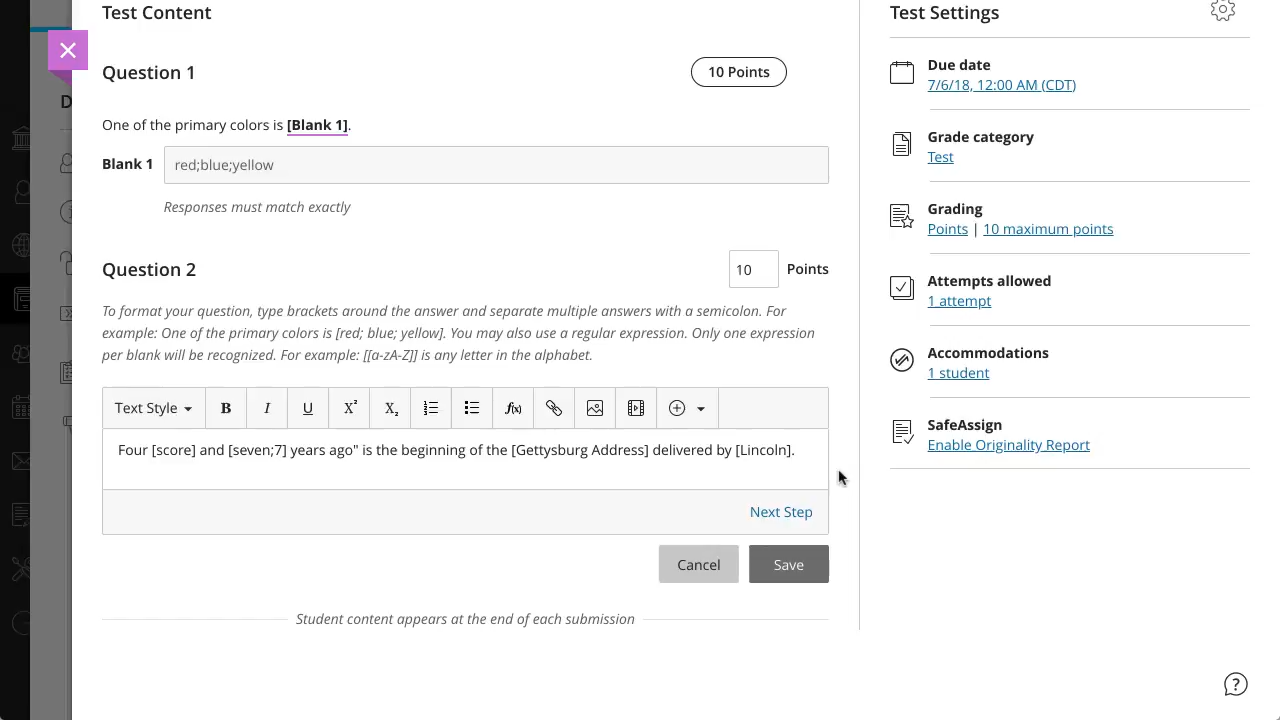 Test Content
Question 1
10 Points
One of the primary colors is [Blank 1].
Blank 1
red;blue;yellow
Responses must match exactly
Question 2
10
Points
To format your question, type brackets around the answer and separate multiple answers with a semicolon. For
example: One of the primary colors is [red; blue; yellow]. You may also use a regular expression. Only one expression
per blank will be recognized. For example: [[a-zA-Z]] is any letter in the alphabet.
Text Style
B
I
U
X²
X₂
f(x)
Four [score] and [seven;7] years ago" is the beginning of the [Gettysburg Address] delivered by [Lincoln].
Next Step
Cancel
Save
Student content appears at the end of each submission
Test Settings
Due date
7/6/18, 12:00 AM (CDT)
Grade category
Test
Grading
Points | 10 maximum points
Attempts allowed
1 attempt
Accommodations
1 student
SafeAssign
Enable Originality Report
D
?